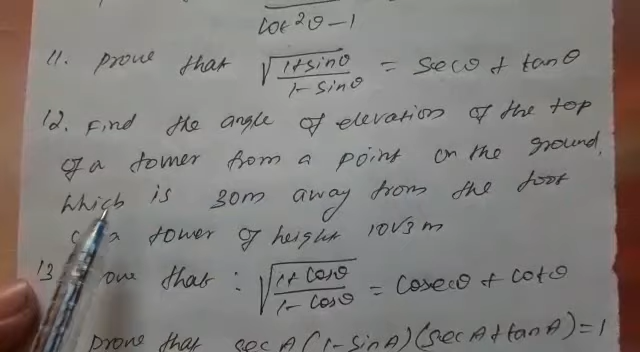 cot²θ-1
11. prove that √(1+sinθ/1-sinθ) = secθ + tanθ
12. Find the angle of elevation of the top
of a tower from a point on the ground,
which is 30m away from the foot
a tower of height 10√3 m
13. ove that : √(1+cosθ/1-cosθ) = cosecθ + cotθ
prove that secA(1-sinA)(secA+tanA)=1